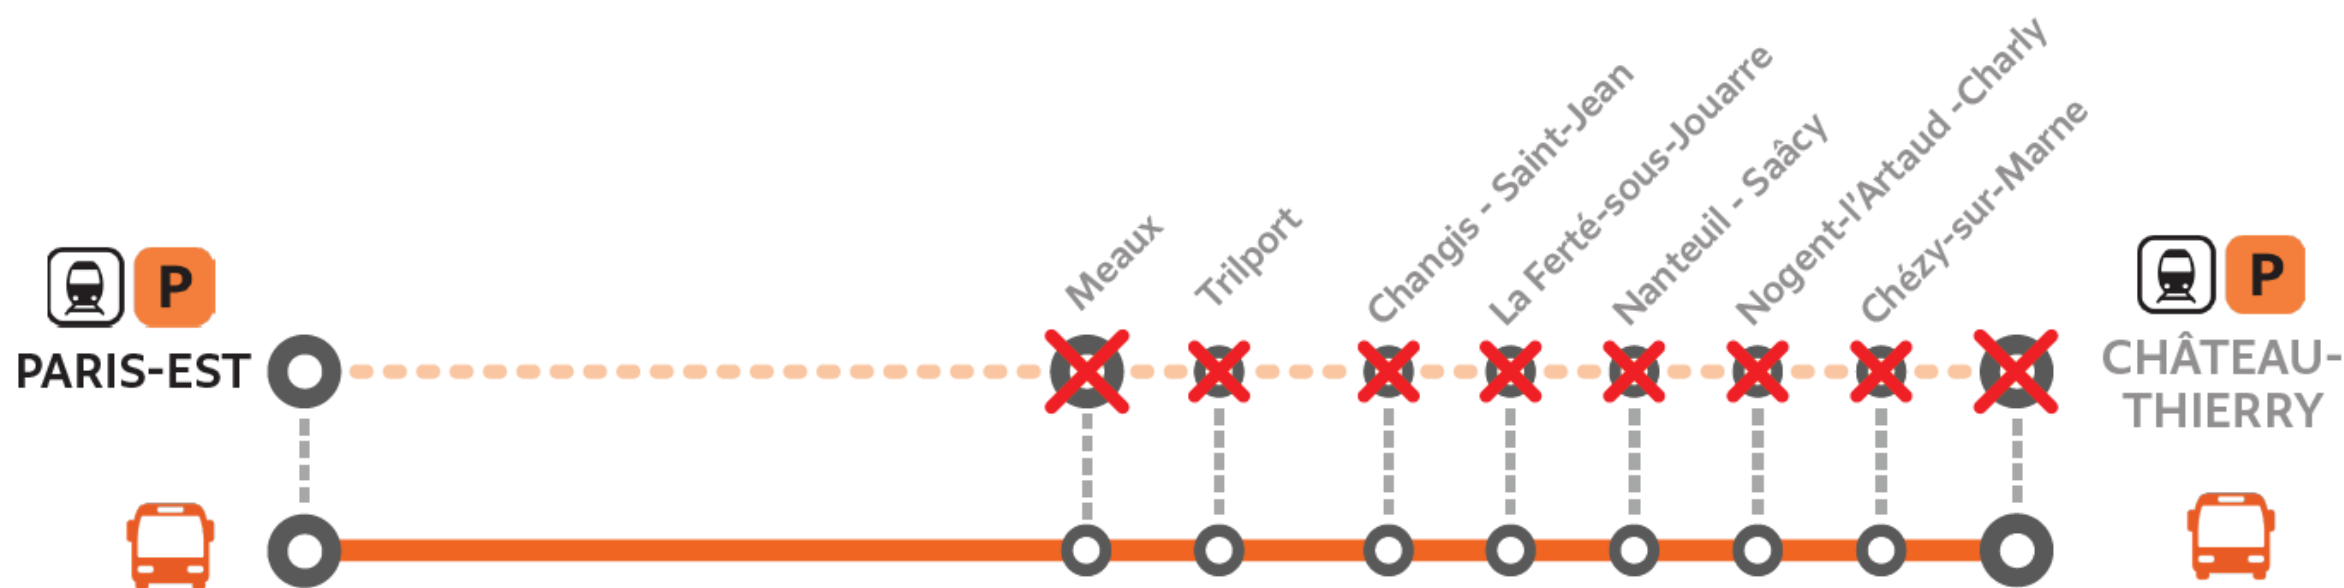 P
PARIS-EST
Meaux
Trilport
Changis - Saint-Jean
La Ferté-sous-Jouarre
Nanteuil - Saâcy
Nogent-l'Artaud -Charly
Chézy-sur-Marne
P
CHÂTEAU-
THIERRY